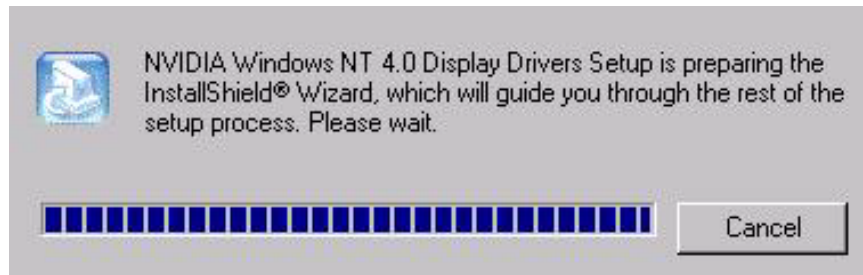 NVIDIA Windows NT 4.0 Display Drivers Setup is preparing the
InstallShield® Wizard, which will guide you through the rest of the
setup process. Please wait.
Cancel